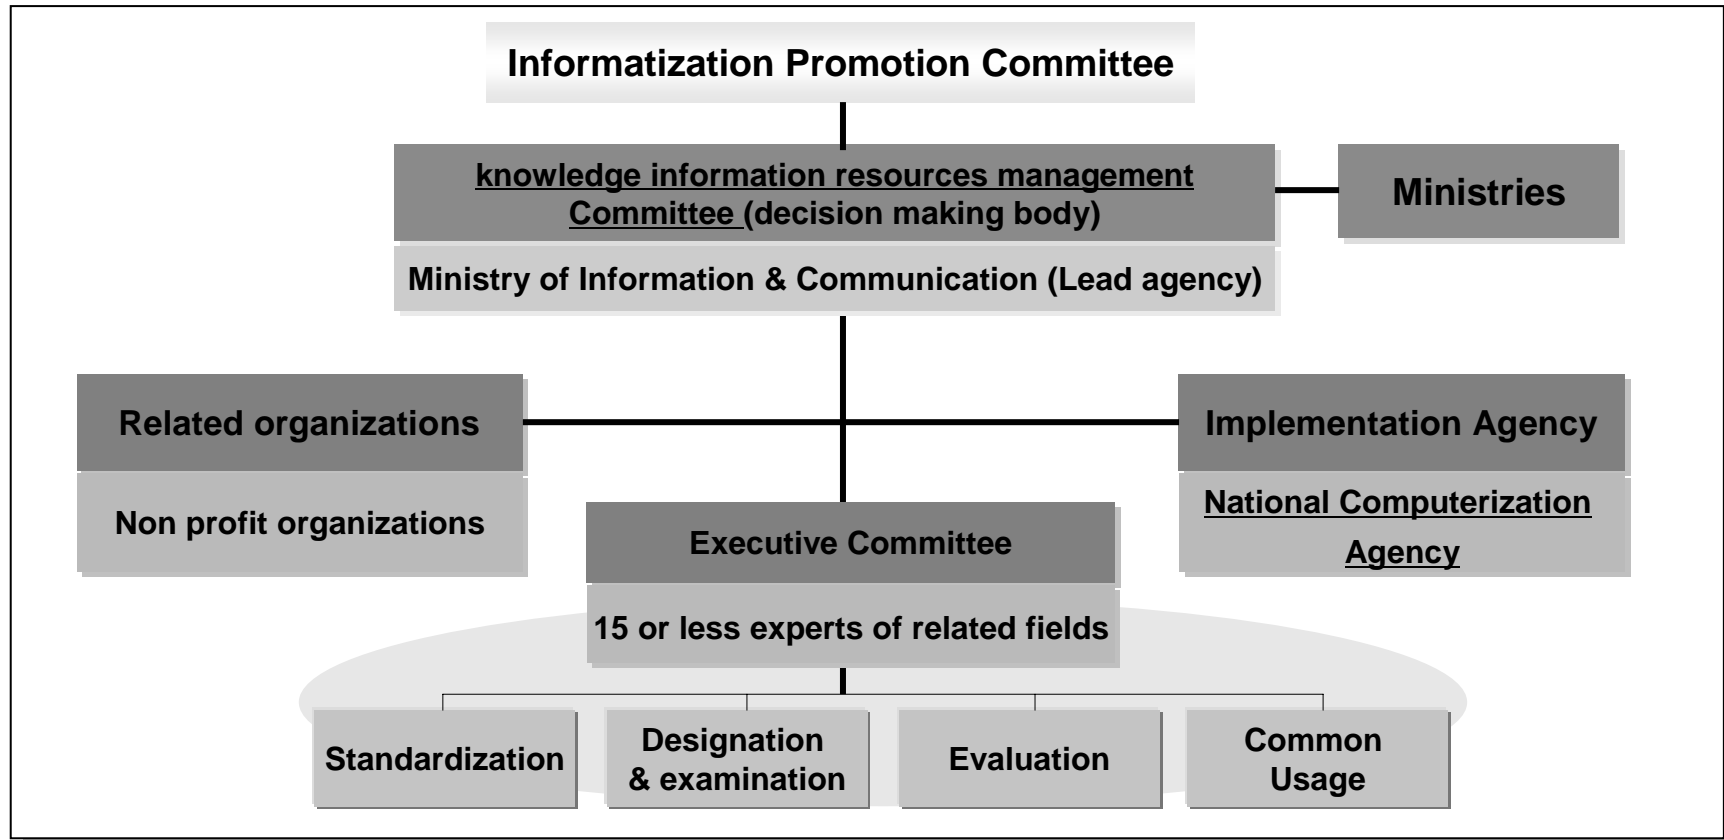 Informatization Promotion Committee
knowledge information resources management
Committee (decision making body)
Ministries
Ministry of Information & Communication (Lead agency)
Related organizations
Non profit organizations
Implementation Agency
National Computerization
Agency
Executive Committee
15 or less experts of related fields
Standardization
Designation
& examination
Evaluation
Common
Usage